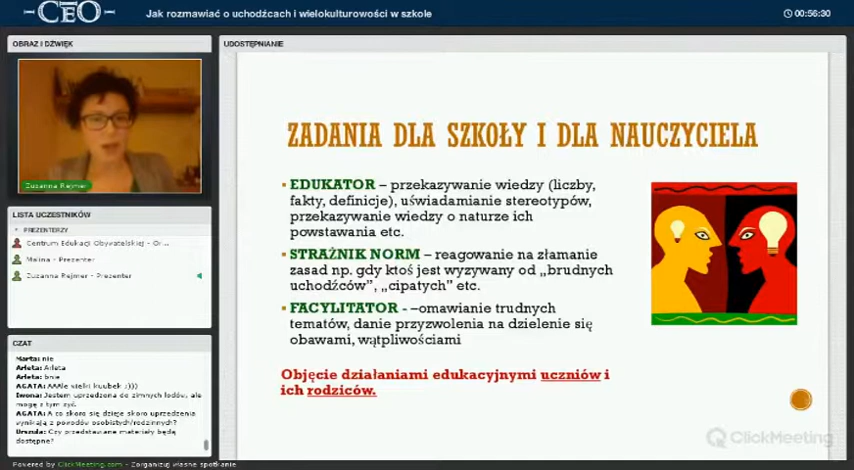 CEO
Jak rozmawiać o uchodźcach i wielokulturowości w szkole
00:56:30
OBRAZ I DŹWIĘK
Zuzanna Rejmer
LISTA UCZESTNIKÓW
PREZENTERZY
Centrum Edukacji Obywatelskiej - Or...
Malina - Prezenter
Zuzanna Rejmer - Prezenter
CZAT
Marta: nie
Arleta: Arleta
Arleta: bnie
AGATA: AAAle wielki kuubek :)))
Iwona: Jestem uprzedzona do zimnych lodów, ale
mogę z tym żyć.
AGATA: A co skoro się dzieje skoro uprzedzenia
wynikają z powodów osobistych/rodzinnych?
Urszula: Czy przedstawiane materiały będą
dostępne?
UDOSTĘPNIANIE
ZADANIA DLA SZKOŁY I DLA NAUCZYCIELA
▪ EDUKATOR – przekazywanie wiedzy (liczby,
fakty, definicje), uświadamianie stereotypów,
przekazywanie wiedzy o naturze ich
powstawania etc.
▪ STRAŻNIK NORM – reagowanie na złamanie
zasad np. gdy ktoś jest wyzywany od „brudnych
uchodźców”, „ciapatych” etc.
▪ FACYLITATOR - –omawianie trudnych
tematów, danie przyzwolenia na dzielenie się
obawami, wątpliwościami
Objęcie działaniami edukacyjnymi uczniów i
ich rodziców.
ClickMeeting
Powered by ClickMeeting.com - Zorganizuj własne spotkanie